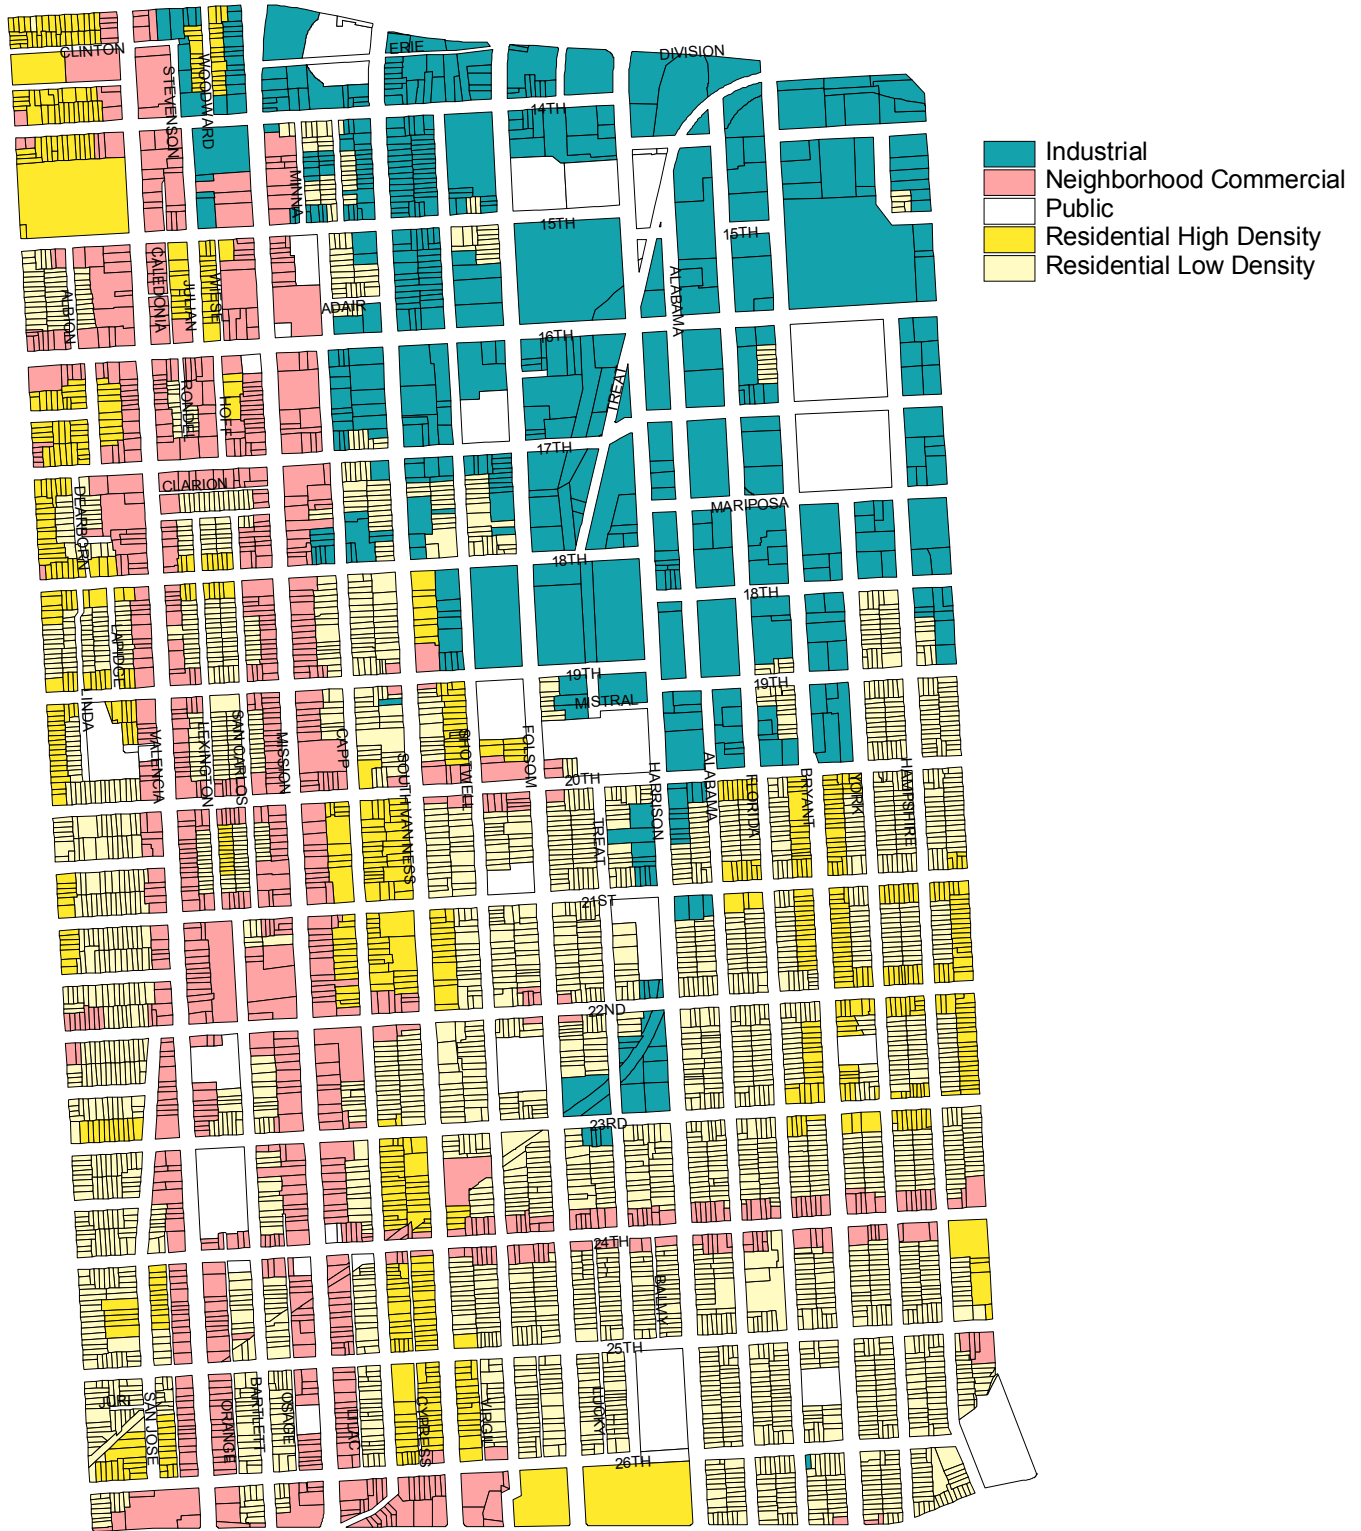 CLINTON
STEVENSON
WOODWARD
ERIE
DIVISION
14TH
MINNA
15TH
15TH
Industrial
Neighborhood Commercial
Public
Residential High Density
Residential Low Density
ALBION
CALEDONIA
JULIAN
WIESE
ADAIR
ALABAMA
16TH
RONDEL
HOFF
TREAT
17TH
CLARION
DEARBORN
MARIPOSA
18TH
18TH
LAPIDGE
19TH
19TH
LINDA
MISTRAL
VALENCIA
LEXINGTON
SAN CARLOS
MISSION
CAPP
SOUTH VAN NESS
SHOTWELL
FOLSOM
20TH
HARRISON
ALABAMA
FLORIDA
BRYANT
YORK
HAMPSHIRE
TREAT
21ST
22ND
23RD
24TH
BALMY
25TH
JURI
SAN JOSE
ORANGE
BARTLETT
OSAGE
LILAC
CYPRESS
VIRGIL
LUCKY
26TH